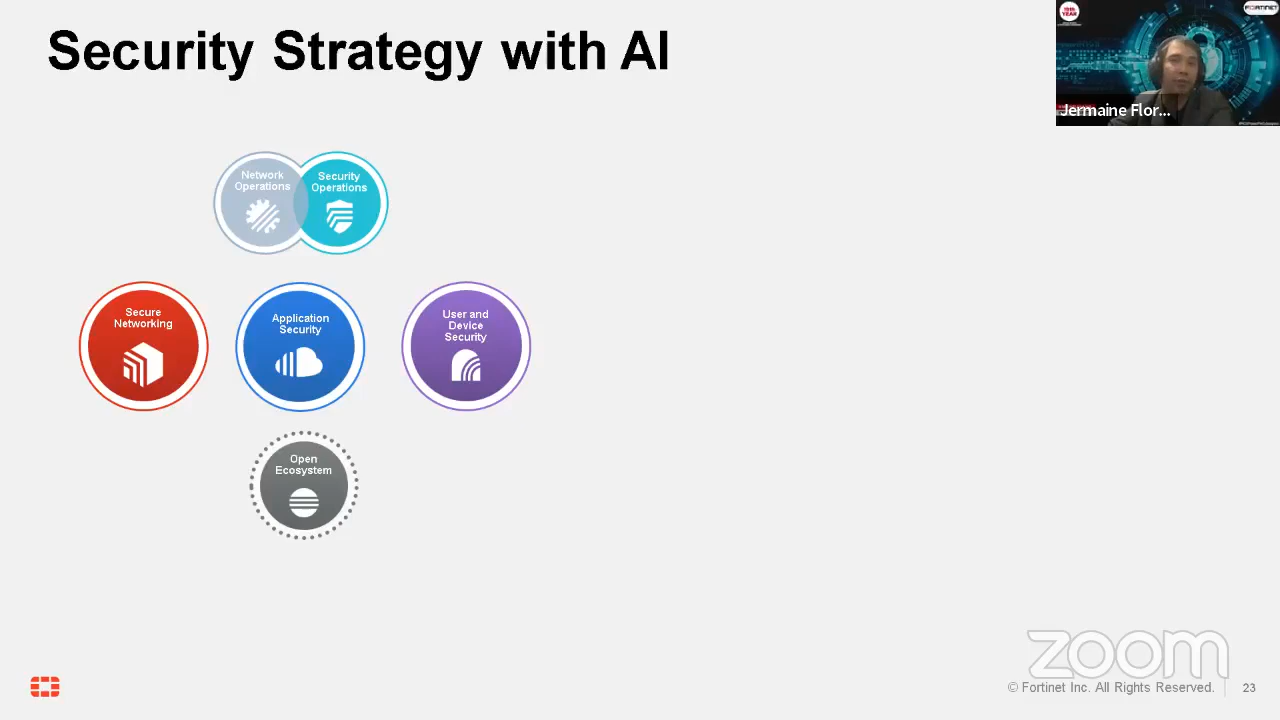 Security Strategy with AI
FORTINET
Jermaine Flor...
Network
Operations
Security
Operations
Secure
Networking
Application
Security
User and
Device
Security
Open
Ecosystem
zoom
© Fortinet Inc. All Rights Reserved.
23